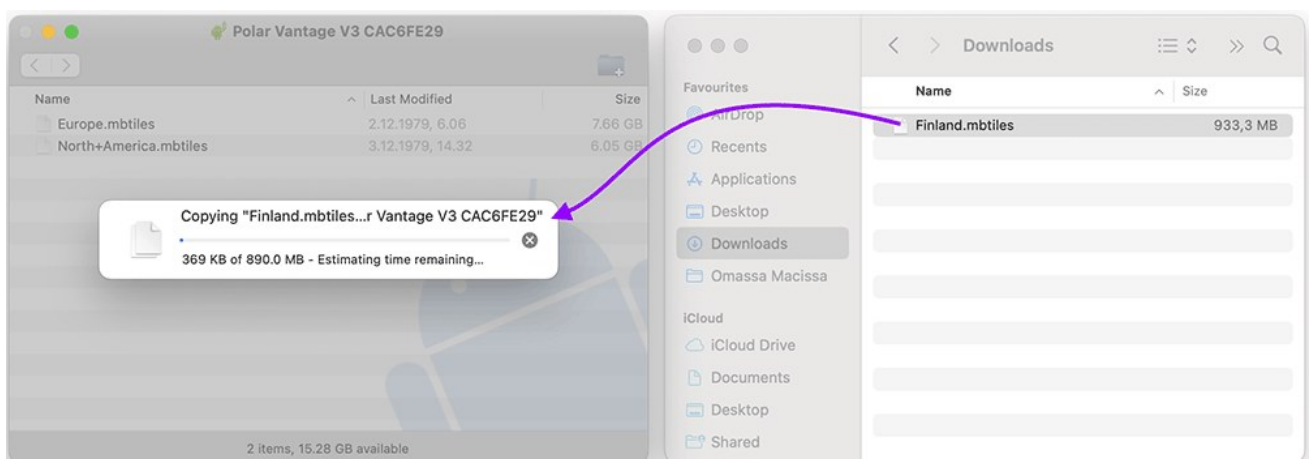 Polar Vantage V3 CAC6FE29
Name Last Modified Size
Europe.mbtiles 2.12.1979, 6.06 7.66 GB
North+America.mbtiles 3.12.1979, 14.32 6.05 GB
Copying "Finland.mbtiles...r Vantage V3 CAC6FE29"
369 KB of 890.0 MB - Estimating time remaining...
2 items, 15.28 GB available
Downloads
Favourites
AirDrop
Recents
Applications
Desktop
Downloads
Omassa Macissa
iCloud
iCloud Drive
Documents
Desktop
Shared
Name Size
Finland.mbtiles 933,3 MB